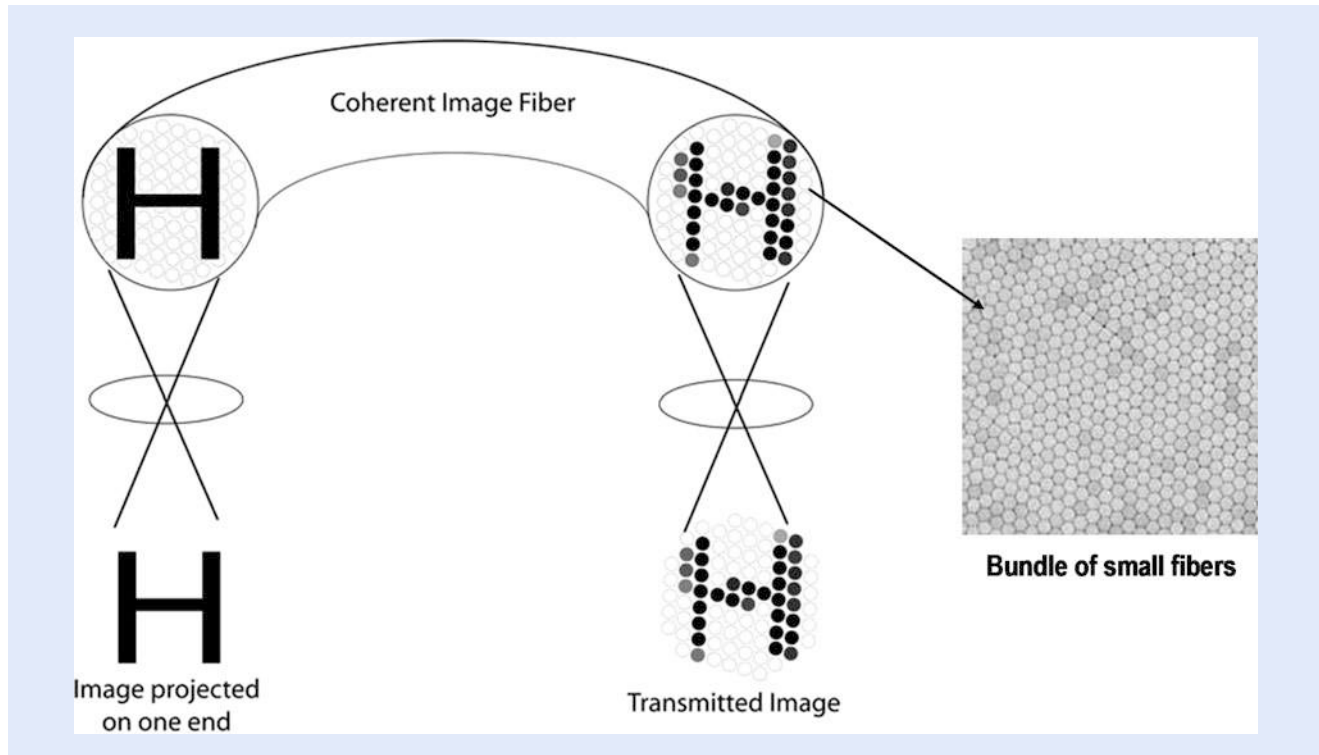 Coherent Image Fiber
H
H
H
H
Image projected
on one end
Transmitted Image
Bundle of small fibers